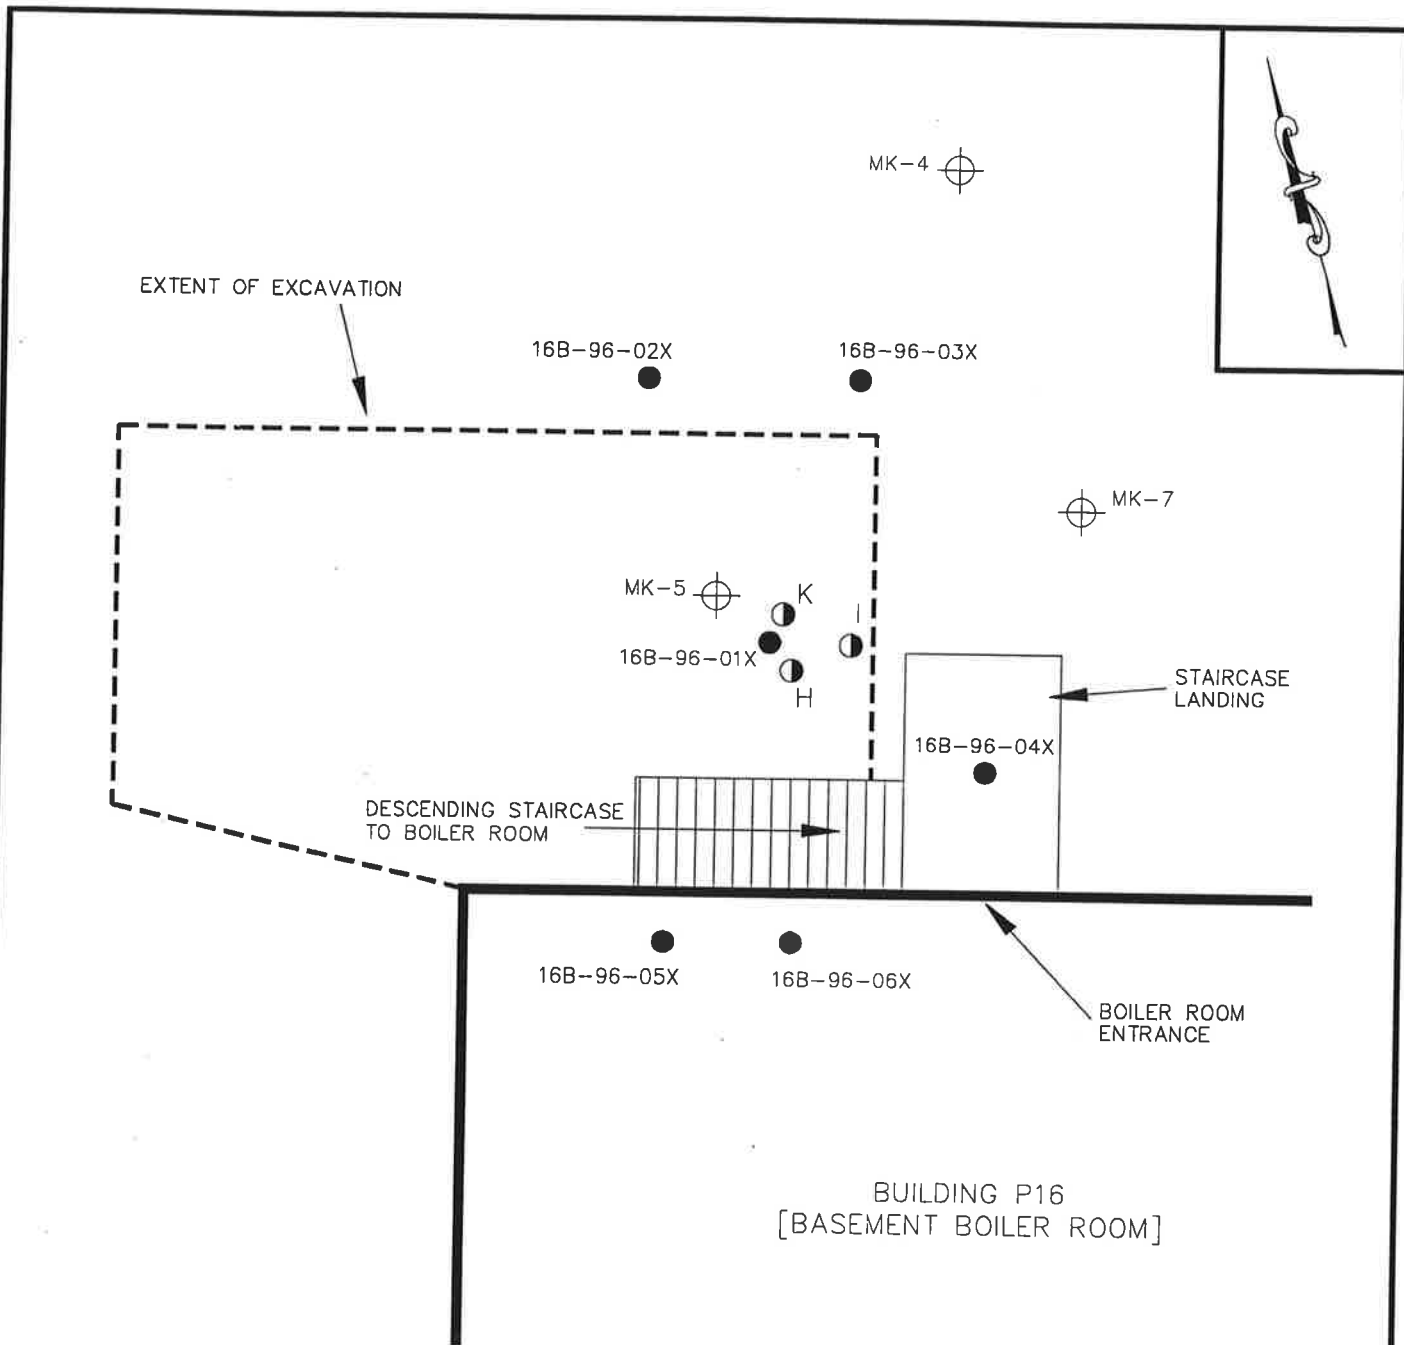 MK-4
EXTENT OF EXCAVATION
16B-96-02X
16B-96-03X
MK-7
MK-5
K
I
16B-96-01X
H
STAIRCASE
LANDING
16B-96-04X
DESCENDING STAIRCASE
TO BOILER ROOM
16B-96-05X
16B-96-06X
BOILER ROOM
ENTRANCE
BUILDING P16
[BASEMENT BOILER ROOM]